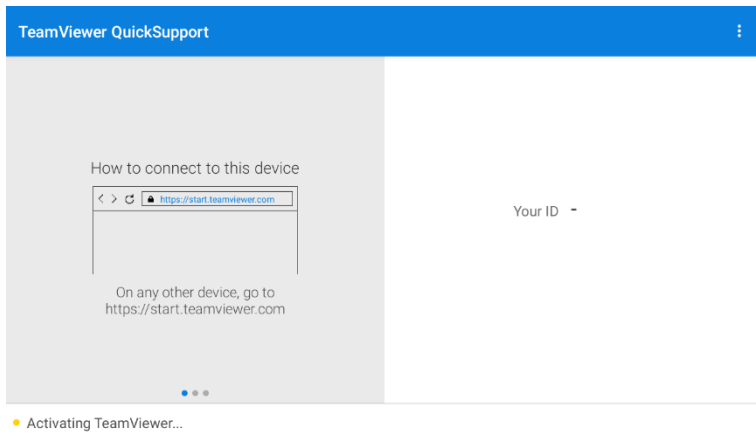 TeamViewer QuickSupport
How to connect to this device
https://start.teamviewer.com
On any other device, go to
https://start.teamviewer.com
Your ID -
Activating TeamViewer...